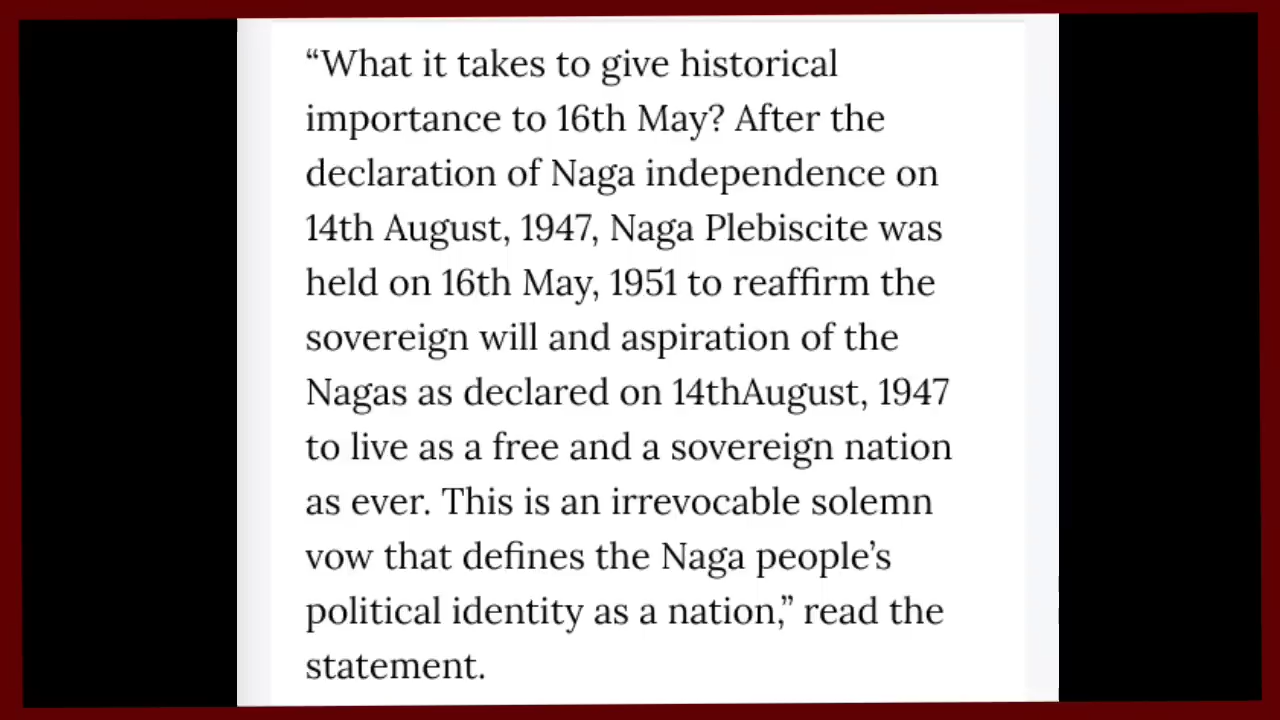 “What it takes to give historical
importance to 16th May? After the
declaration of Naga independence on
14th August, 1947, Naga Plebiscite was
held on 16th May, 1951 to reaffirm the
sovereign will and aspiration of the
Nagas as declared on 14thAugust, 1947
to live as a free and a sovereign nation
as ever. This is an irrevocable solemn
vow that defines the Naga people’s
political identity as a nation,” read the
statement.